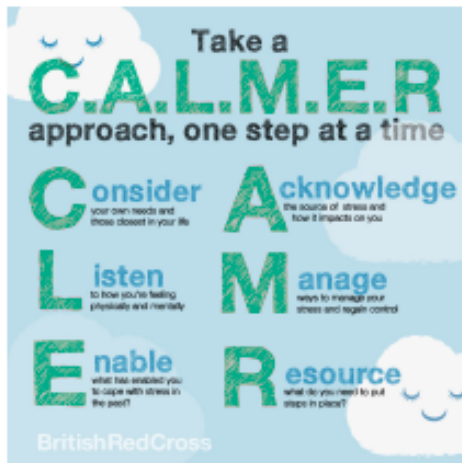 Take a
C.A.L.M.E.R
approach, one step at a time
Consider
your own needs and
those closest in your life
Acknowledge
the source of stress and
how it impacts on you
Listen
to how you're feeling
physically and mentally
Manage
ways to manage your
stress and regain control
Enable
what has enabled you
to cope with stress in
the past?
Resource
what do you need to put
steps in place?
BritishRedCross